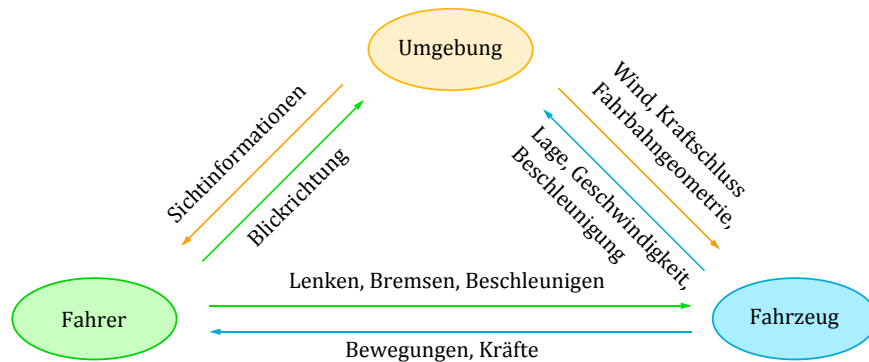 Umgebung
Sichtinformationen
Blickrichtung
Wind, Kraftschluss
Fahrbahngeometrie,
Lage, Geschwindigkeit,
Beschleunigung
Lenken, Bremsen, Beschleunigen
Fahrer
Fahrzeug
Bewegungen, Kräfte